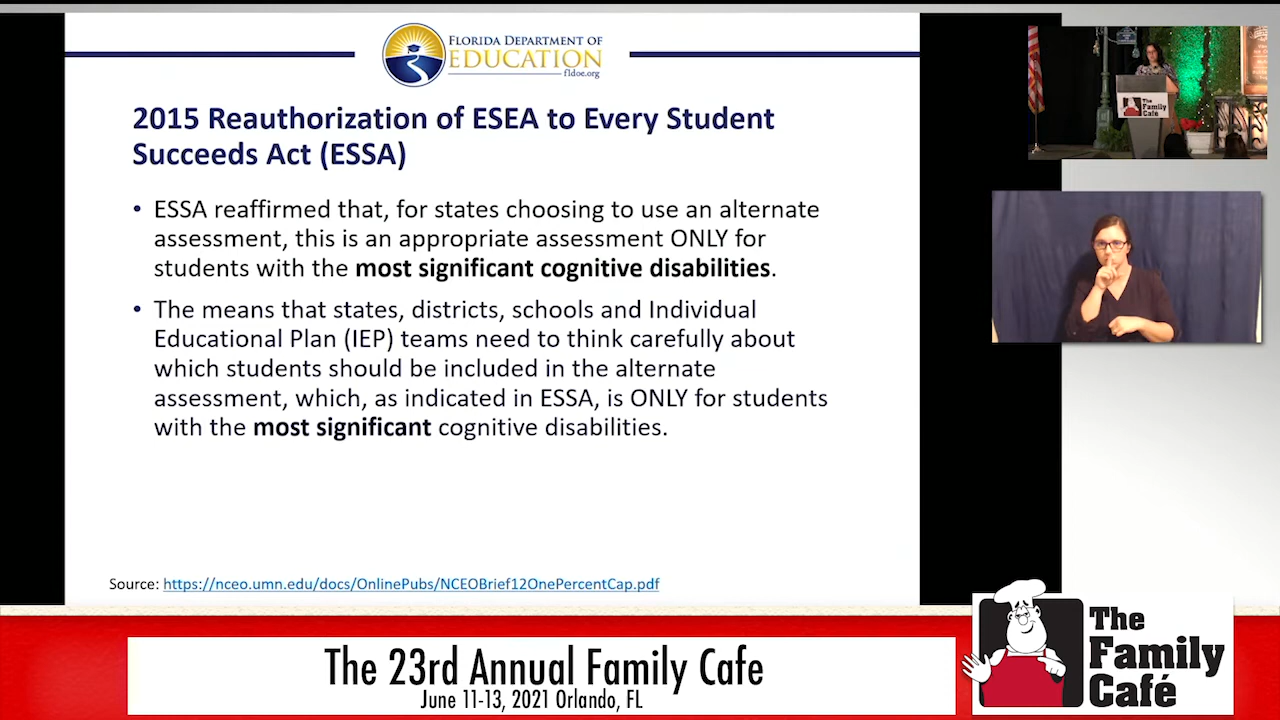 FLORIDA DEPARTMENT OF
EDUCATION
fldoe.org
2015 Reauthorization of ESEA to Every Student
Succeeds Act (ESSA)
• ESSA reaffirmed that, for states choosing to use an alternate
assessment, this is an appropriate assessment ONLY for
students with the most significant cognitive disabilities.
• The means that states, districts, schools and Individual
Educational Plan (IEP) teams need to think carefully about
which students should be included in the alternate
assessment, which, as indicated in ESSA, is ONLY for students
with the most significant cognitive disabilities.
Source: https://nceo.umn.edu/docs/OnlinePubs/NCEOBrief12OnePercentCap.pdf
The
Family
Café
The 23rd Annual Family Cafe
June 11-13, 2021 Orlando, FL
The
Family
Café